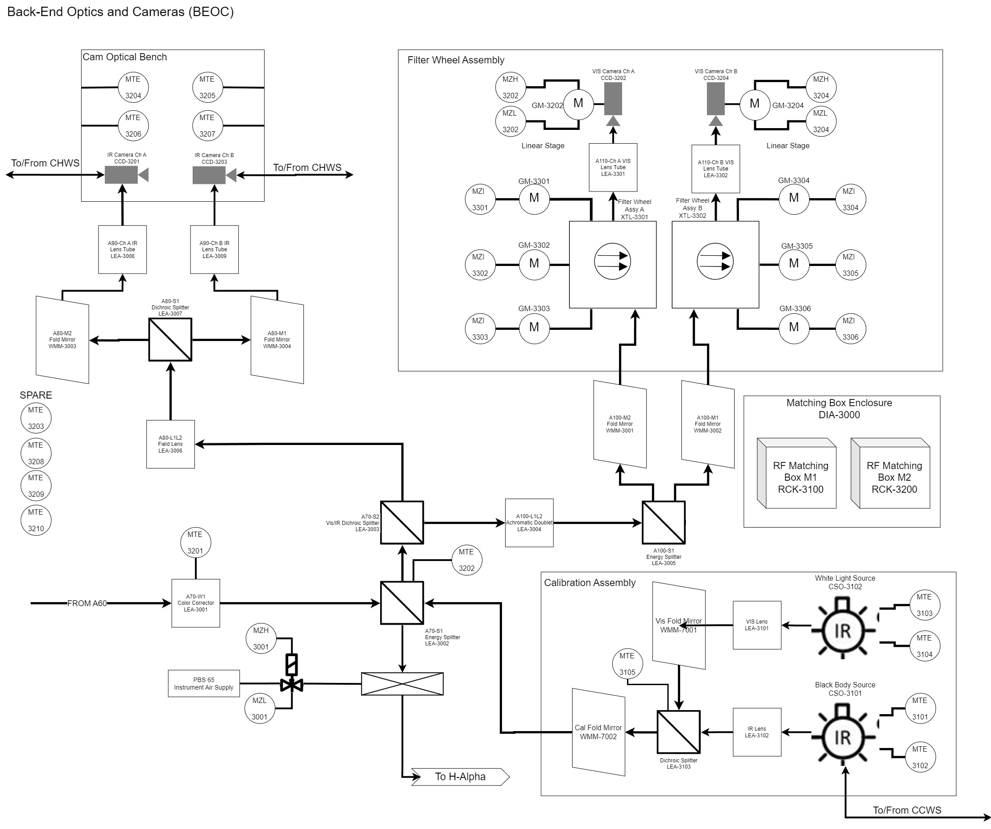 Back-End Optics and Cameras (BEOC)
Cam Optical Bench
MTE
3204
MTE
3205
MTE
3206
MTE
3207
To/From CHWS
IR Camera Ch A
CCD-3201
IR Camera Ch B
CCD-3203
To/From CHWS
A90-Ch A IR
Lens Tube
LEA-3008
A90-Ch B IR
Lens Tube
LEA-3009
A80-M2
Fold Mirror
WMM-3003
A80-S1
Dichroic Splitter
LEA-3007
A80-M1
Fold Mirror
WMM-3004
SPARE
MTE
3203
MTE
3208
MTE
3209
MTE
3210
A80-L1L2
Field Lens
LEA-3006
Filter Wheel Assembly
MZH
3202
MZL
3202
GM-3202
M
Linear Stage
VIS Camera Ch A
CCD-3202
VIS Camera Ch B
CCD-3204
M
GM-3204
MZH
3204
MZL
3204
Linear Stage
A110-Ch A VIS
Lens Tube
LEA-3301
A110-Ch B VIS
Lens Tube
LEA-3302
MZI
3301
GM-3301
M
Filter Wheel
Assy A
XTL-3301
Filter Wheel
Assy B
XTL-3302
GM-3304
M
MZI
3304
MZI
3302
GM-3302
M
GM-3305
M
MZI
3305
MZI
3303
GM-3303
M
GM-3306
M
MZI
3306
A100-M2
Fold Mirror
WMM-3001
A100-M1
Fold Mirror
WMM-3002
Matching Box Enclosure
DIA-3000
RF Matching
Box M1
RCK-3100
RF Matching
Box M2
RCK-3200
A70-S2
Vis/IR Dichroic Splitter
LEA-3003
A100-L1L2
Achromatic Doublet
LEA-3004
A100-S1
Energy Splitter
LEA-3005
MTE
3201
MTE
3202
FROM A60
A70-W1
Color Corrector
LEA-3001
A70-S1
Energy Splitter
LEA-3002
MZH
3001
PBS 65
Instrument Air Supply
MZL
3001
To H-Alpha
Calibration Assembly
Vis Fold Mirror
WMM-7001
VIS Lens
LEA-3101
White Light Source
CSO-3102
IR
MTE
3103
MTE
3104
MTE
3105
Cal Fold Mirror
WMM-7002
Dichroic Splitter
LEA-3103
IR Lens
LEA-3102
Black Body Source
CSO-3101
IR
MTE
3101
MTE
3102
To/From CCWS